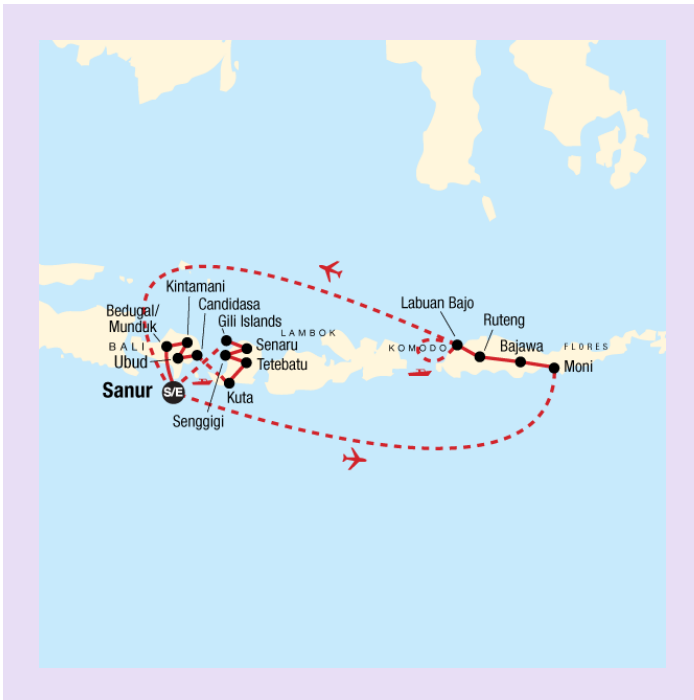 Kintamani
Bedugal/
Munduk
Candidasa
Gili Islands
LAMBOK
BALI
Ubud
Senaru
Tetebatu
Sanur
S/E
Kuta
Senggigi
Labuan Bajo
Ruteng
KOMODO
Bajawa
FLORES
Moni